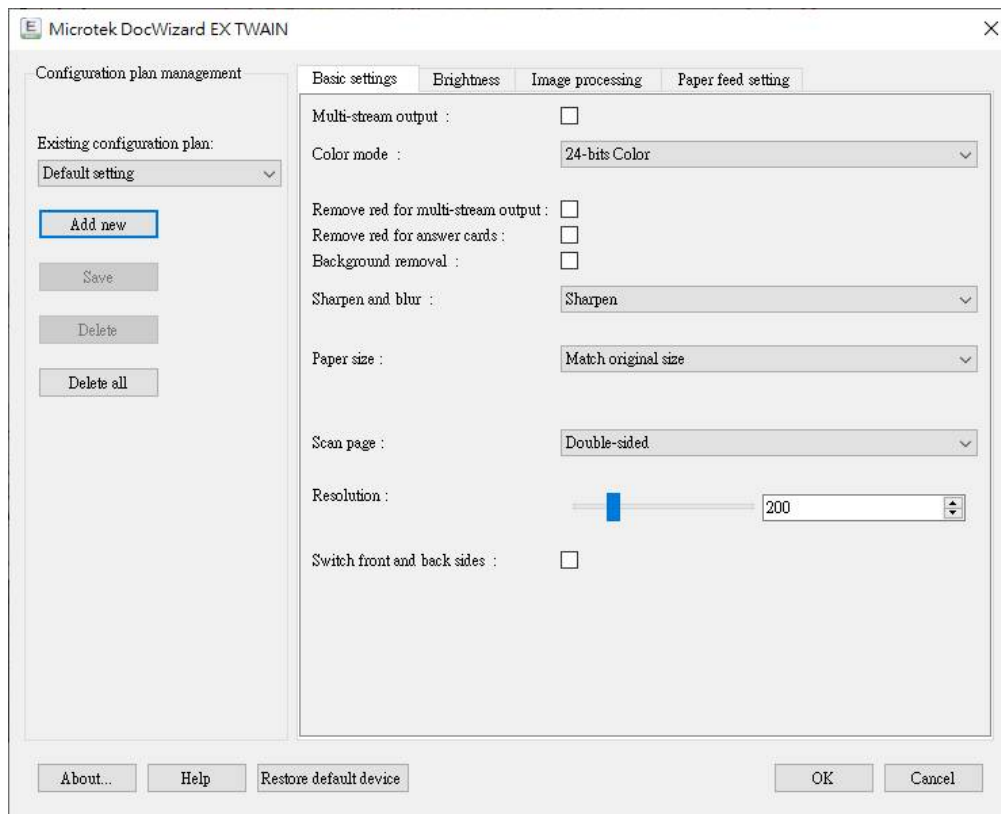 E Microtek DocWizard EX TWAIN
Configuration plan management
Existing configuration plan:
Default setting
Add new
Save
Delete
Delete all
Basic settings Brightness Image processing Paper feed setting
Multi-stream output :
Color mode : 24-bits Color
Remove red for multi-stream output :
Remove red for answer cards :
Background removal :
Sharpen and blur : Sharpen
Paper size : Match original size
Scan page : Double-sided
Resolution : 200
Switch front and back sides :
About... Help Restore default device OK Cancel